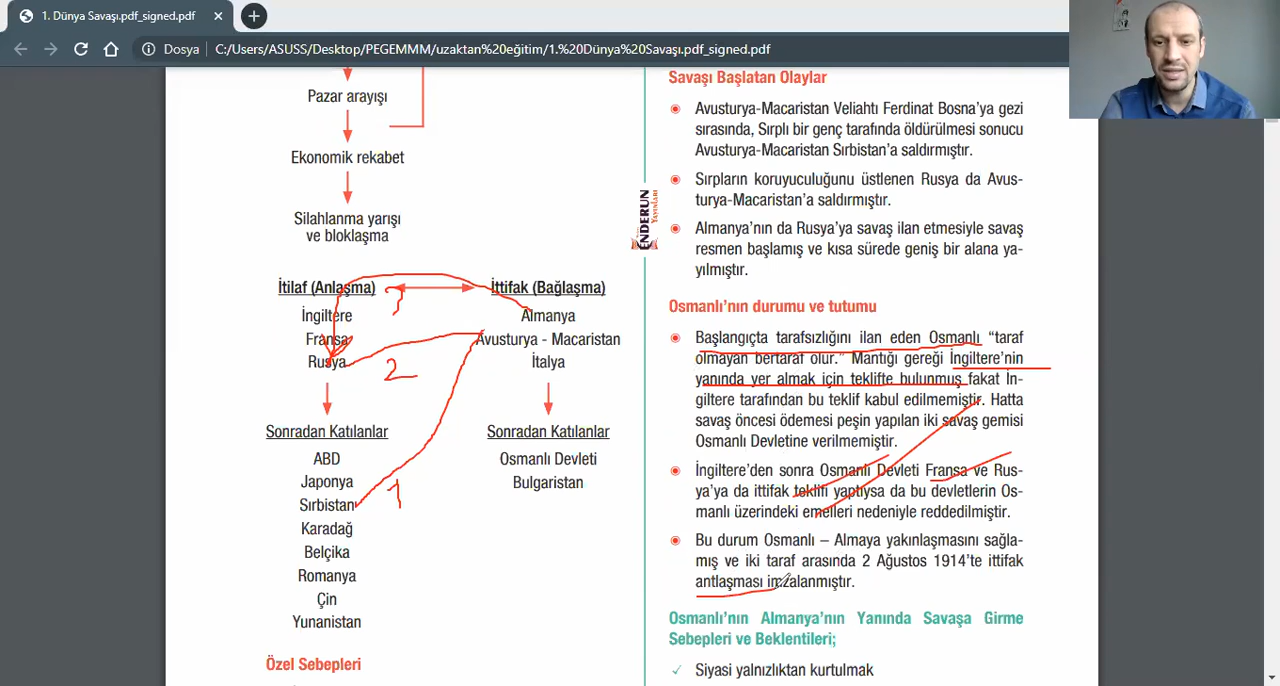 1. Dünya Savaşı.pdf_signed.pdf
Dosya
C:/Users/ASUSS/Desktop/PEGEMMM/uzaktan%20eğitim/1.%20Dünya%20Savaşı.pdf_signed.pdf
Pazar arayışı
Ekonomik rekabet
Silahlanma yarışı
ve bloklaşma
İtilaf (Anlaşma)
İttifak (Bağlaşma)
İngiltere
Almanya
Fransa
Avusturya - Macaristan
Rusya
İtalya
2
Sonradan Katılanlar
Sonradan Katılanlar
ABD
Osmanlı Devleti
Japonya
Bulgaristan
Sırbistan
1
Karadağ
Belçika
Romanya
Çin
Yunanistan
Özel Sebepleri
ENDERUN
YAYINLARI
Savaşı Başlatan Olaylar
Avusturya-Macaristan Veliahtı Ferdinat Bosna'ya gezi
sırasında, Sırplı bir genç tarafında öldürülmesi sonucu
Avusturya-Macaristan Sırbistan'a saldırmıştır.
Sırpların koruyuculuğunu üstlenen Rusya da Avus-
turya-Macaristan'a saldırmıştır.
Almanya'nın da Rusya'ya savaş ilan etmesiyle savaş
resmen başlamış ve kısa sürede geniş bir alana ya-
yılmıştır.
Osmanlı'nın durumu ve tutumu
Başlangıçta tarafsızlığını ilan eden Osmanlı “taraf
olmayan bertaraf olur.” Mantığı gereği İngiltere'nin
yanında yer almak için teklifte bulunmuş fakat İn-
giltere tarafından bu teklif kabul edilmemiştir. Hatta
savaş öncesi ödemesi peşin yapılan iki savaş gemisi
Osmanlı Devletine verilmemiştir.
İngiltere'den sonra Osmanlı Devleti Fransa ve Rus-
ya'ya da ittifak teklifi yaptıysa da bu devletlerin Os-
manlı üzerindeki emelleri nedeniyle reddedilmiştir.
Bu durum Osmanlı – Almaya yakınlaşmasını sağla-
mış ve iki taraf arasında 2 Ağustos 1914'te ittifak
antlaşması imzalanmıştır.
Osmanlı'nın Almanya'nın Yanında Savaşa Girme
Sebepleri ve Beklentileri;
Siyasi yalnızlıktan kurtulmak